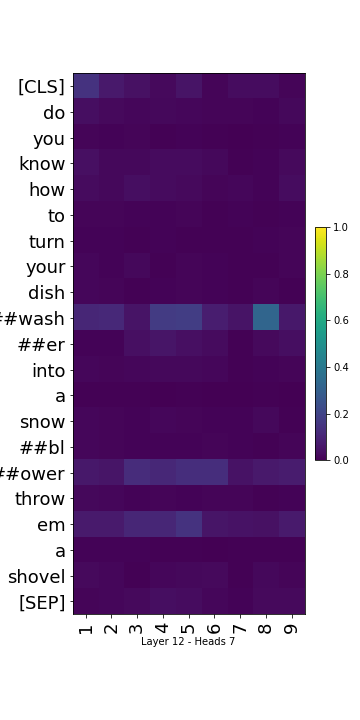 [CLS]
do
you
know
how
to
turn
your
dish
##wash
##er
into
a
snow
##bl
##ower
throw
em
a
shovel
[SEP]
1 2 3 4 5 6 7 8 9
Layer 12 - Heads 7
1.0
0.8
0.6
0.4
0.2
0.0